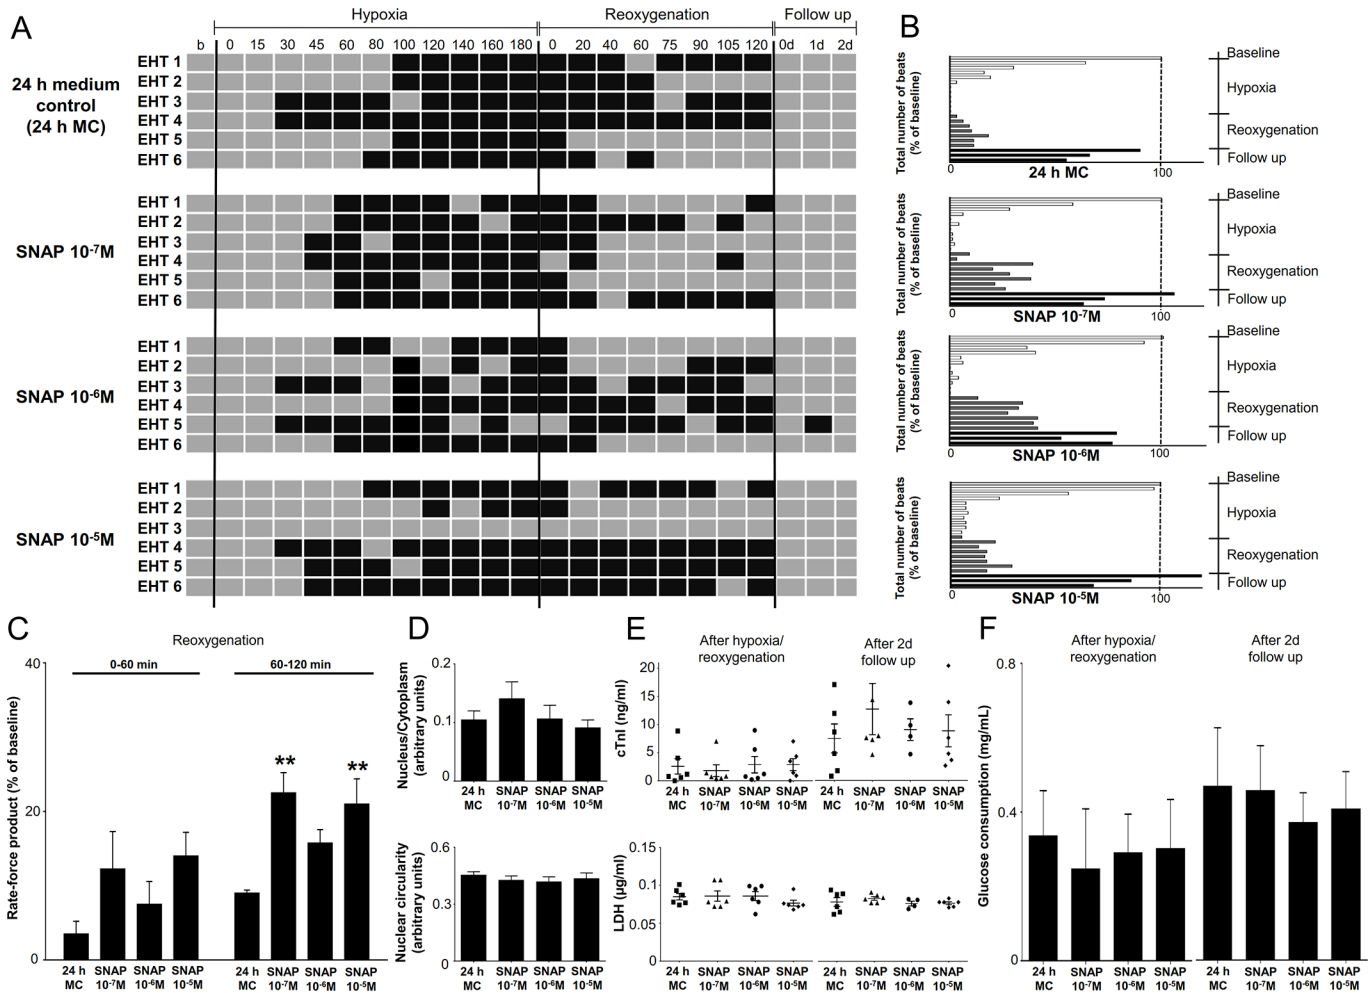 A
Hypoxia
Reoxygenation
Follow up
b 0 15 30 45 60 80 100 120 140 160 180 0 20 40 60 75 90 105 120 0d 1d 2d
24 h medium
control
(24 h MC)
EHT 1
EHT 2
EHT 3
EHT 4
EHT 5
EHT 6
SNAP 10-7M
EHT 1
EHT 2
EHT 3
EHT 4
EHT 5
EHT 6
SNAP 10-6M
EHT 1
EHT 2
EHT 3
EHT 4
EHT 5
EHT 6
SNAP 10-5M
EHT 1
EHT 2
EHT 3
EHT 4
EHT 5
EHT 6
B
Total number of beats
(% of baseline)
Baseline
Hypoxia
Reoxygenation
Follow up
0 100
24 h MC
Total number of beats
(% of baseline)
Baseline
Hypoxia
Reoxygenation
Follow up
0 100
SNAP 10-7M
Total number of beats
(% of baseline)
Baseline
Hypoxia
Reoxygenation
Follow up
0 100
SNAP 10-6M
Total number of beats
(% of baseline)
Baseline
Hypoxia
Reoxygenation
Follow up
0 100
SNAP 10-5M
C
Reoxygenation
0-60 min
60-120 min
Rate-force product (% of baseline)
40
20
0
**
**
24 h
MC
SNAP
10-7M
SNAP
10-6M
SNAP
10-5M
24 h
MC
SNAP
10-7M
SNAP
10-6M
SNAP
10-5M
D
Nucleus/Cytoplasm
(arbitrary units)
0.2
0.1
0
24 h
MC
SNAP
10-7M
SNAP
10-6M
SNAP
10-5M
Nuclear circularity
(arbitrary units)
0.6
0.3
0
24 h
MC
SNAP
10-7M
SNAP
10-6M
SNAP
10-5M
E
After hypoxia/
reoxygenation
After 2d
follow up
cTnI (ng/ml)
20
15
10
5
0
24 h
MC
SNAP
10-7M
SNAP
10-6M
SNAP
10-5M
24 h
MC
SNAP
10-7M
SNAP
10-6M
SNAP
10-5M
LDH (µg/ml)
0.15
0.1
0.05
0
24 h
MC
SNAP
10-7M
SNAP
10-6M
SNAP
10-5M
24 h
MC
SNAP
10-7M
SNAP
10-6M
SNAP
10-5M
F
After hypoxia/
reoxygenation
After 2d
follow up
Glucose consumption (mg/mL)
0.8
0.4
0
24 h
MC
SNAP
10-7M
SNAP
10-6M
SNAP
10-5M
24 h
MC
SNAP
10-7M
SNAP
10-6M
SNAP
10-5M